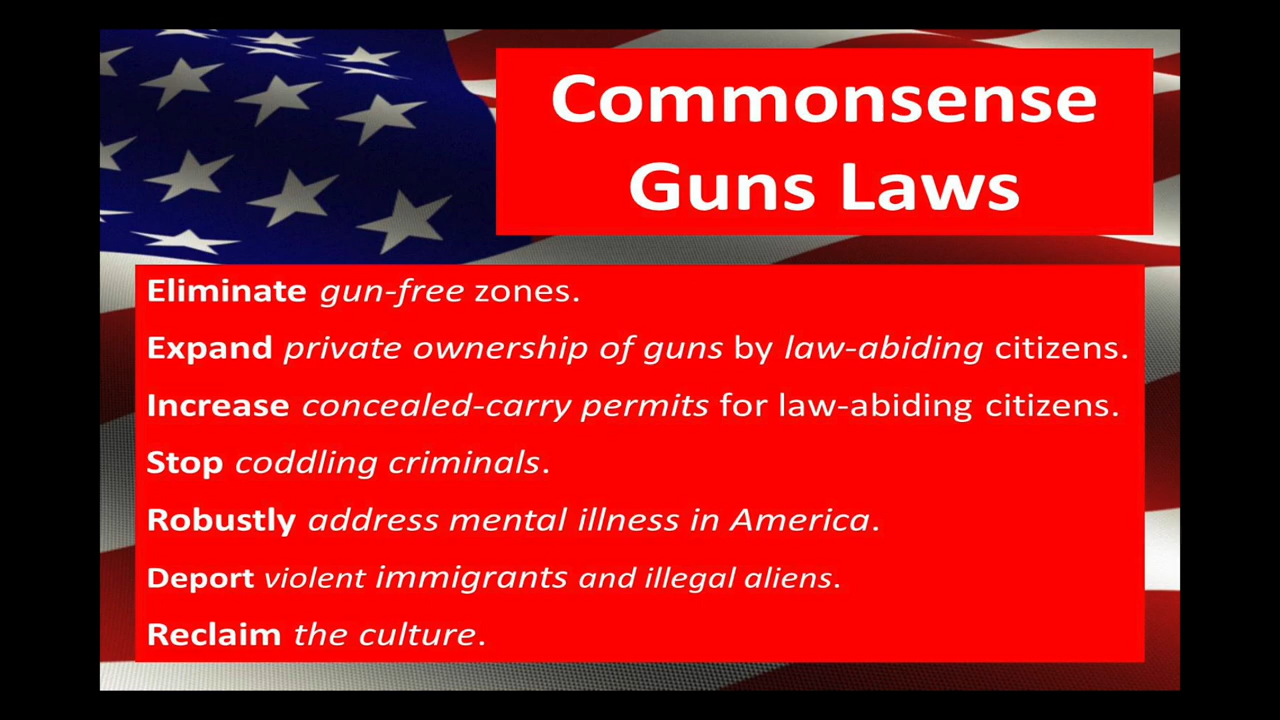 Commonsense
Guns Laws
Eliminate gun-free zones.
Expand private ownership of guns by law-abiding citizens.
Increase concealed-carry permits for law-abiding citizens.
Stop coddling criminals.
Robustly address mental illness in America.
Deport violent immigrants and illegal aliens.
Reclaim the culture.